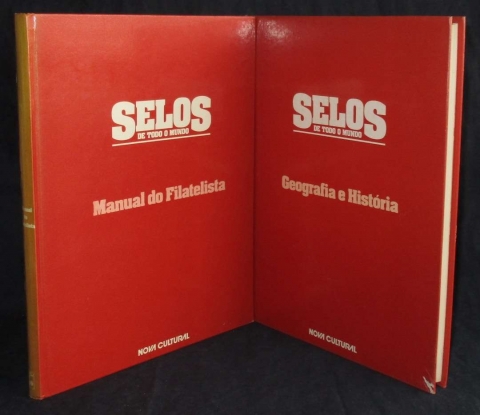 SELOS
DE TODO O MUNDO
Manual do Filatelista
NOVA CULTURAL
SELOS
DE TODO O MUNDO
Geografia e História
NOVA CULTURAL